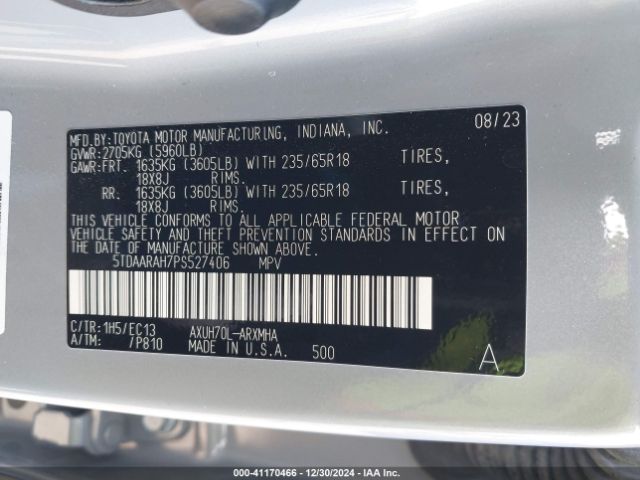 MFD.BY:TOYOTA MOTOR MANUFACTURING, INDIANA, INC. 08/23
GVWR:2705KG (5960LB)
GAWR:FRT. 1635KG (3605LB) WITH 235/65R18 TIRES,
18X8J RIMS,
RR. 1635KG (3605LB) WITH 235/65R18 TIRES,
18X8J RIMS,
THIS VEHICLE CONFORMS TO ALL APPLICABLE FEDERAL MOTOR
VEHICLE SAFETY AND THEFT PREVENTION STANDARDS IN EFFECT ON
THE DATE OF MANUFACTURE SHOWN ABOVE.
5TDAARAH7PS527406 MPV
C/TR:1H5/EC13 AXUH70L-ARXMHA
A/TM: /P810 MADE IN U.S.A. 500 A
000-41170466 - 12/30/2024 - IAA Inc.